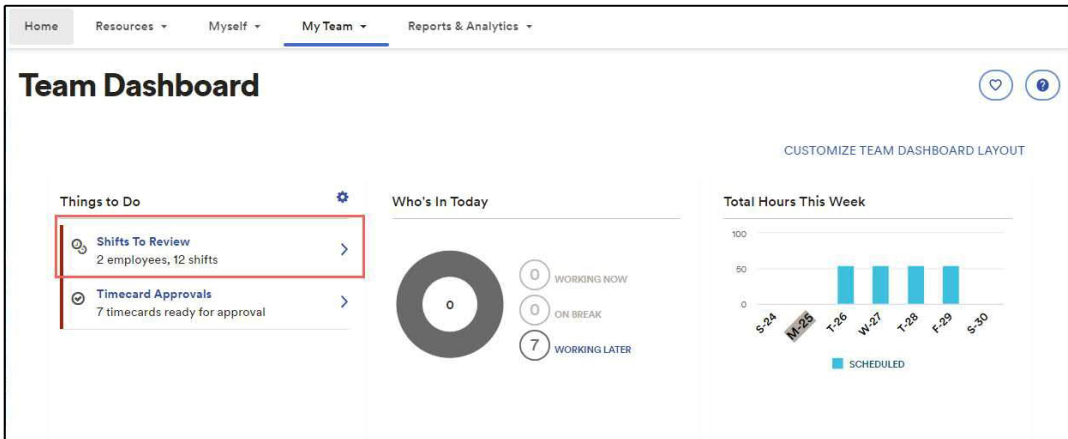 Home Resources Myself My Team Reports & Analytics
Team Dashboard
CUSTOMIZE TEAM DASHBOARD LAYOUT
Things to Do
Shifts To Review
2 employees, 12 shifts
Timecard Approvals
7 timecards ready for approval
Who's In Today
0
0 WORKING NOW
0 ON BREAK
7 WORKING LATER
Total Hours This Week
100
50
0
S-24 M-25 T-26 W-27 T-28 F-29 S-30
SCHEDULED